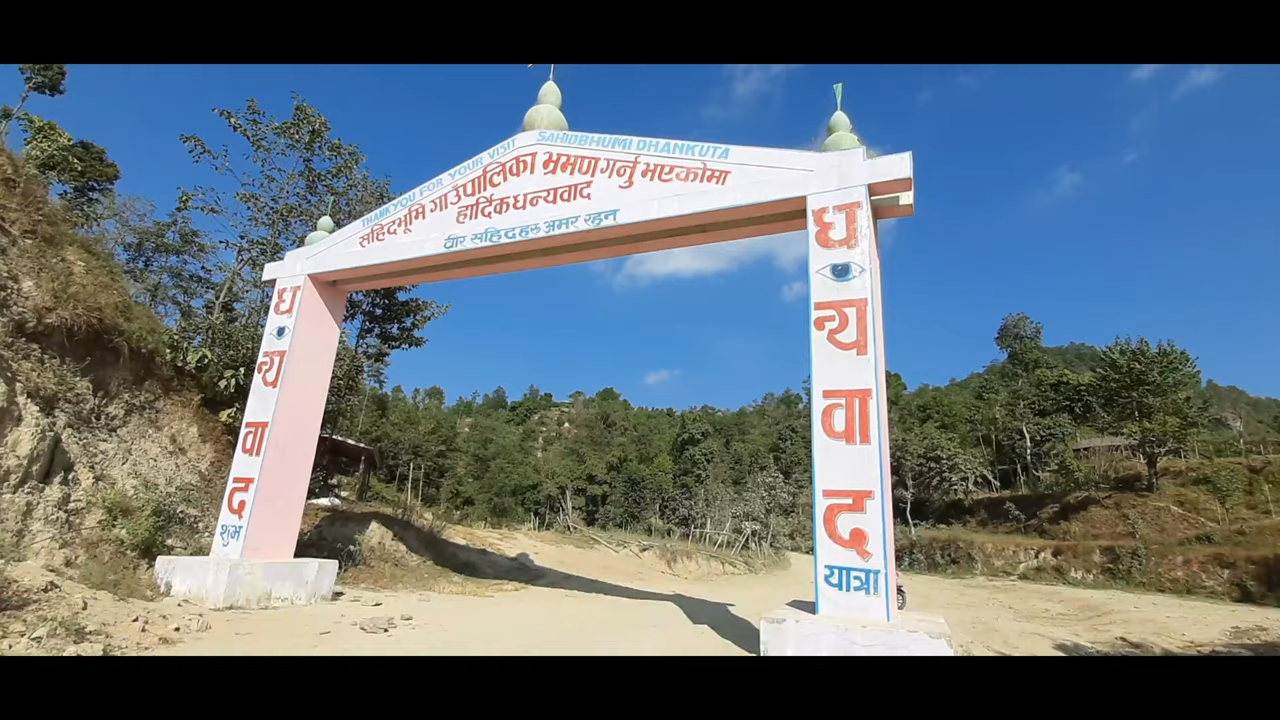 THANKYOU FOR YOUR VISIT SAHIDBHUMI DHANKUTA
सहिदभूमि गाउँपालिका भ्रमण गर्नु भएकोमा
हार्दिक धन्यवाद
वीर सहिदहरु अमर रहुन्
ध
न्य
वा
द
शुभ
ध
न्य
वा
द
यात्रा